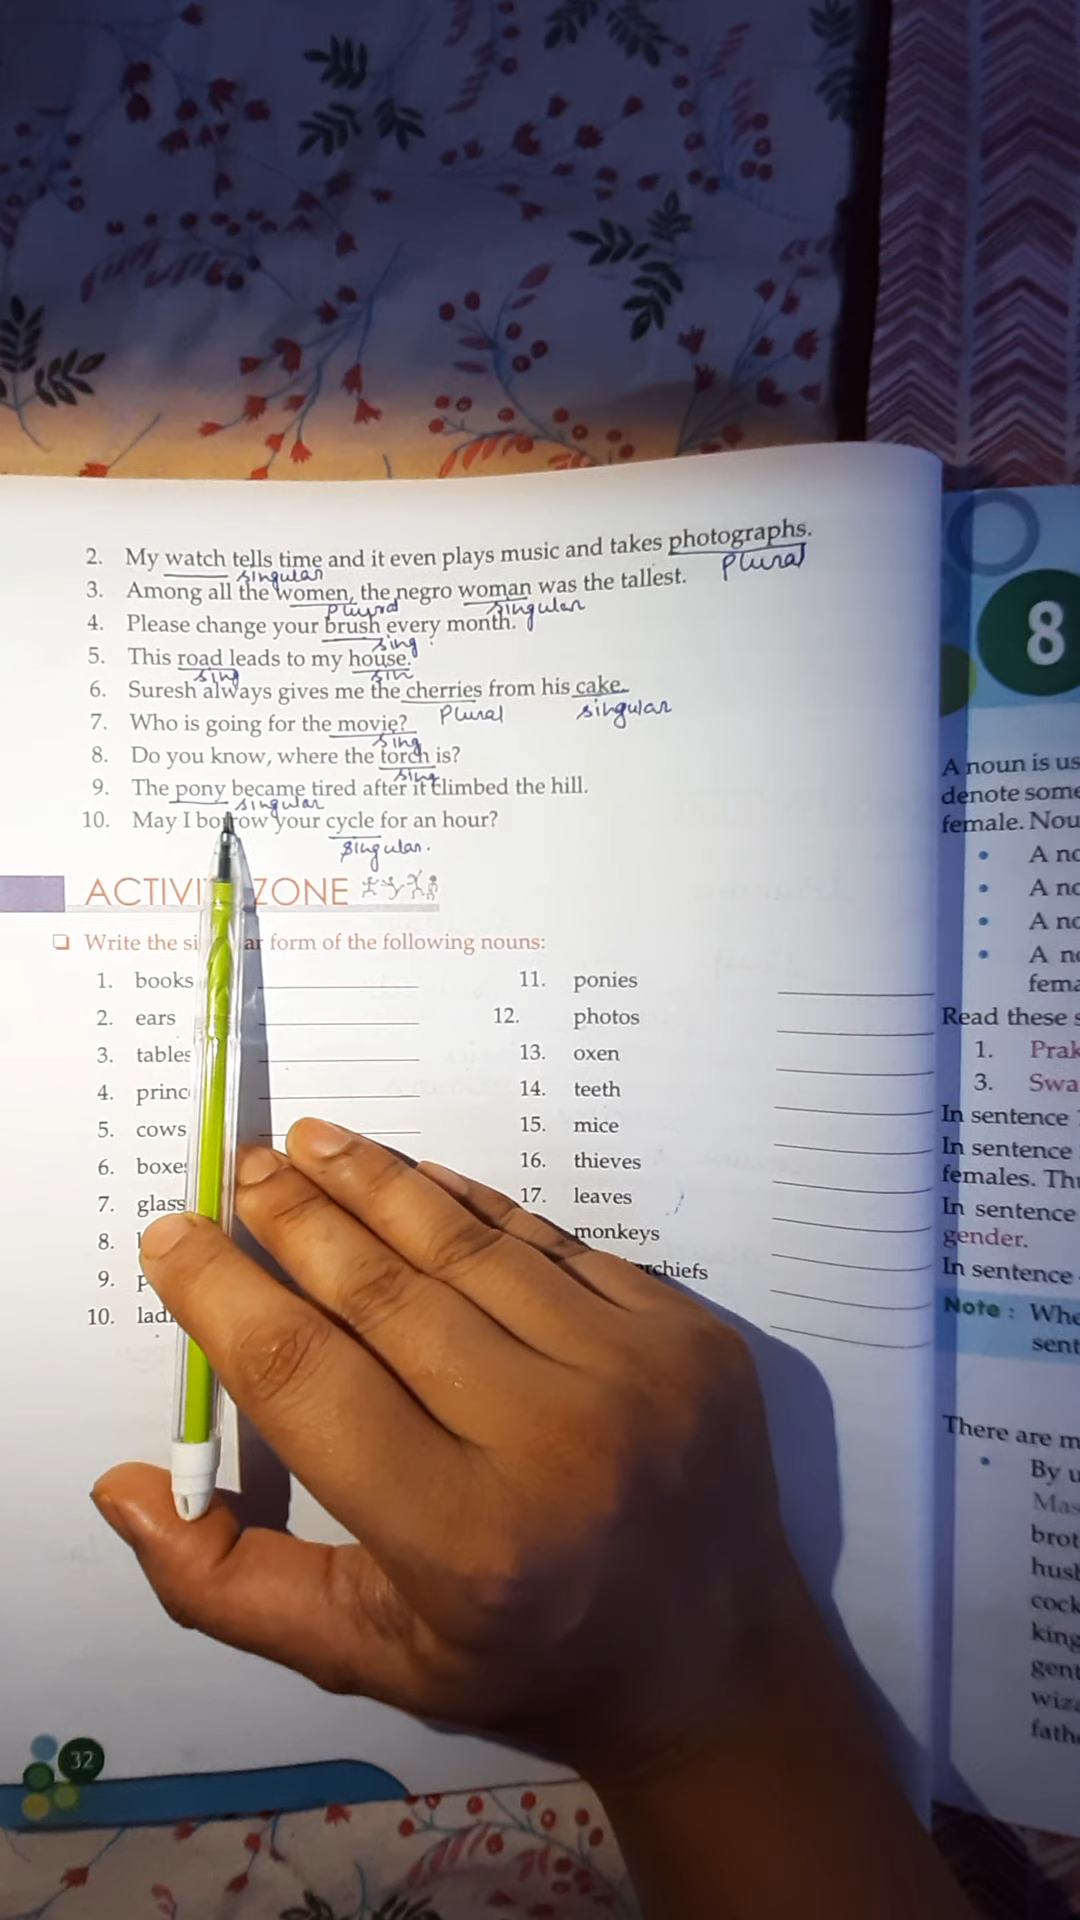 2. My watch tells time and it even plays music and takes photographs.
singular plural
3. Among all the women, the negro woman was the tallest.
plural singular
4. Please change your brush every month.
sing
5. This road leads to my house.
sing sin
6. Suresh always gives me the cherries from his cake.
plural singular
7. Who is going for the movie?
sing
8. Do you know, where the torch is?
sing
9. The pony became tired after it climbed the hill.
singular
10. May I borrow your cycle for an hour?
singular.
ACTIVI ZONE
Write the si ar form of the following nouns:
1. books
2. ears
3. tables
4. princ
5. cows
6. boxes
7. glass
8.
9. p
10. lad
11. ponies
12. photos
13. oxen
14. teeth
15. mice
16. thieves
17. leaves
monkeys
rchiefs
32
8
A noun is us
denote some
female. Nou
• A no
• A no
• A no
• A no
fema
Read these s
1. Prak
3. Swa
In sentence 1
In sentence
females. Thu
In sentence
gender.
In sentence
Note : Whe
sent
There are m
• By u
Mas
brot
husb
cock
king
gent
wiza
fath